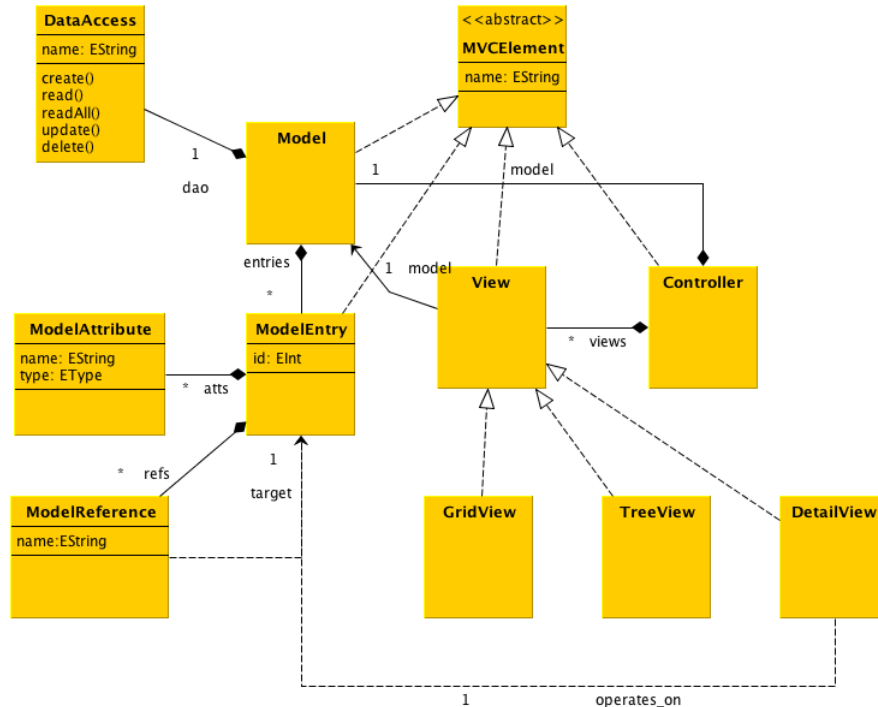 DataAccess
name: EString
create()
read()
readAll()
update()
delete()
<<abstract>>
MVCElement
name: EString
Model
1
dao
1
model
entries
*
1
model
View
Controller
*
views
ModelAttribute
name: EString
type: EType
*
atts
ModelEntry
id: EInt
*
refs
1
target
ModelReference
name:EString
GridView
TreeView
DetailView
1
operates_on